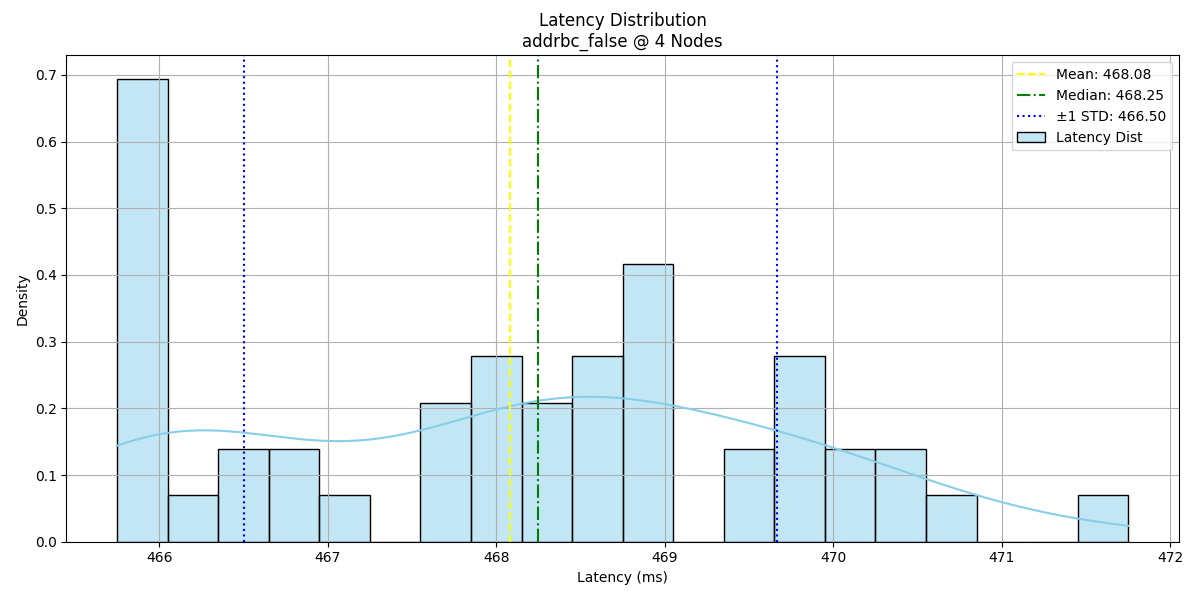 Latency Distribution
addrbc_false @ 4 Nodes
Mean: 468.08
Median: 468.25
±1 STD: 466.50
Latency Dist
Density
0.7
0.6
0.5
0.4
0.3
0.2
0.1
0.0
466 467 468 469 470 471 472
Latency (ms)